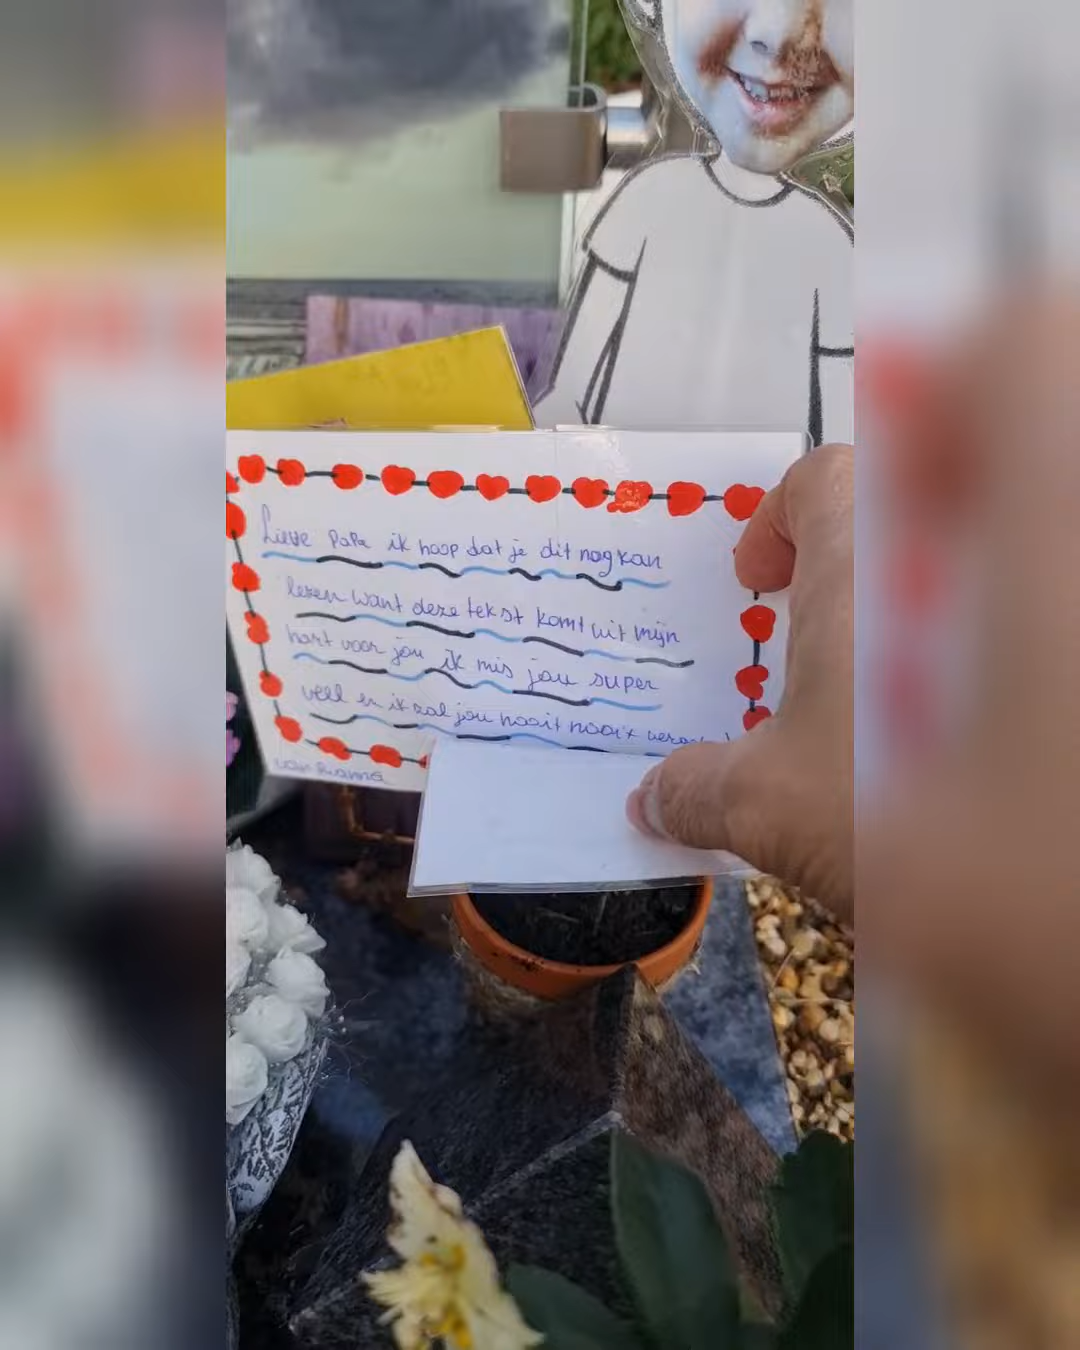 Lieve papa ik hoop dat je dit nog kan
lezen want deze tekst komt uit mijn
hart voor jou ik mis jou super
veel en ik zal jou nooit nooit
van